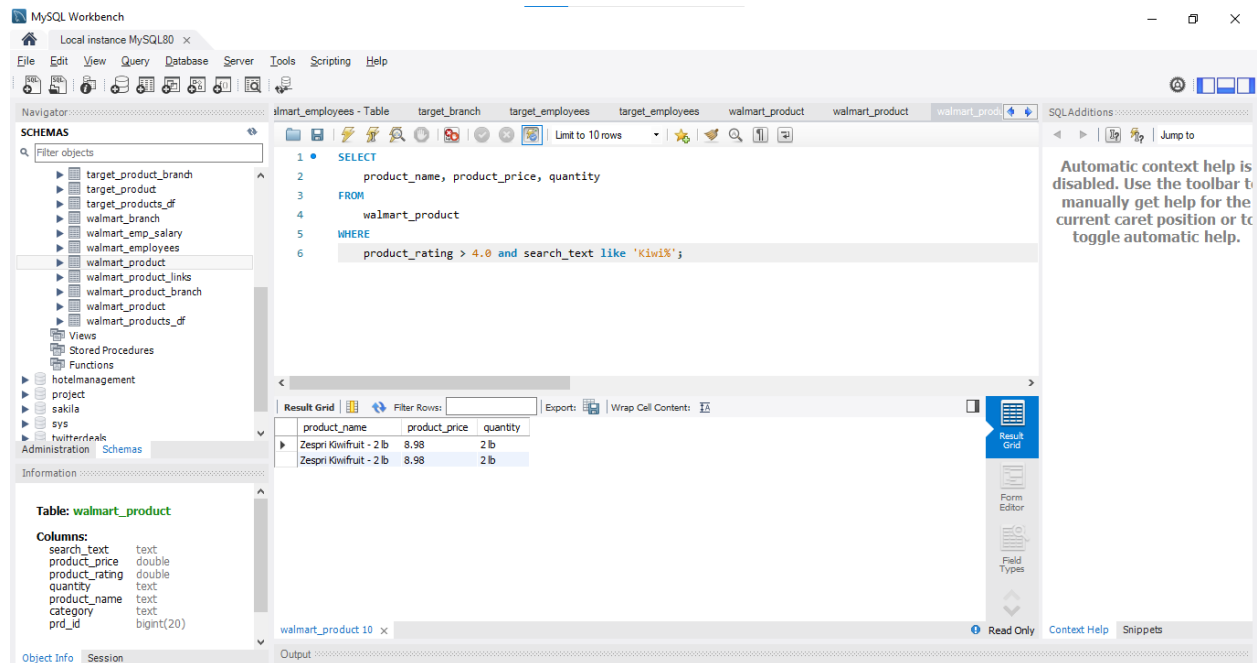 MySQL Workbench
Local instance MySQL80
File Edit View Query Database Server Tools Scripting Help
Navigator
SCHEMAS
Filter objects
target_product_branch
target_product
target_products_df
walmart_branch
walmart_emp_salary
walmart_employees
walmart_product
walmart_product_links
walmart_product_branch
walmart_product
walmart_products_df
Views
Stored Procedures
Functions
hotelmanagement
project
sakila
sys
twitterdeals
Administration Schemas
Information
Table: walmart_product
Columns:
search_text text
product_price double
product_rating double
quantity text
product_name text
category text
prd_id bigint(20)
Object Info Session
almart_employees - Table target_branch target_employees target_employees walmart_product walmart_product walmart_produ
Limit to 10 rows
1 SELECT
2 product_name, product_price, quantity
3 FROM
4 walmart_product
5 WHERE
6 product_rating > 4.0 and search_text like 'Kiwi%';
Result Grid Filter Rows: Export: Wrap Cell Content:
product_name product_price quantity
Zespri Kiwifruit - 2 lb 8.98 2 lb
Zespri Kiwifruit - 2 lb 8.98 2 lb
Result
Grid
Form
Editor
Field
Types
walmart_product 10
Read Only
Output
SQLAdditions
Jump to
Automatic context help is
disabled. Use the toolbar to
manually get help for the
current caret position or to
toggle automatic help.
Context Help Snippets